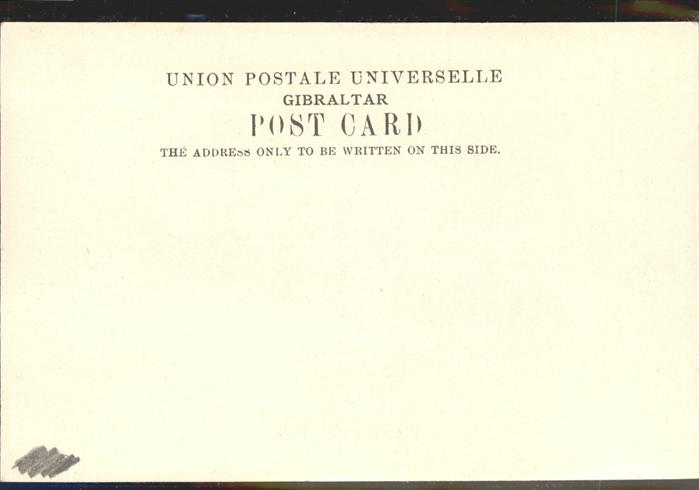 UNION POSTALE UNIVERSELLE
GIBRALTAR
POST CARD
THE ADDRESS ONLY TO BE WRITTEN ON THIS SIDE.